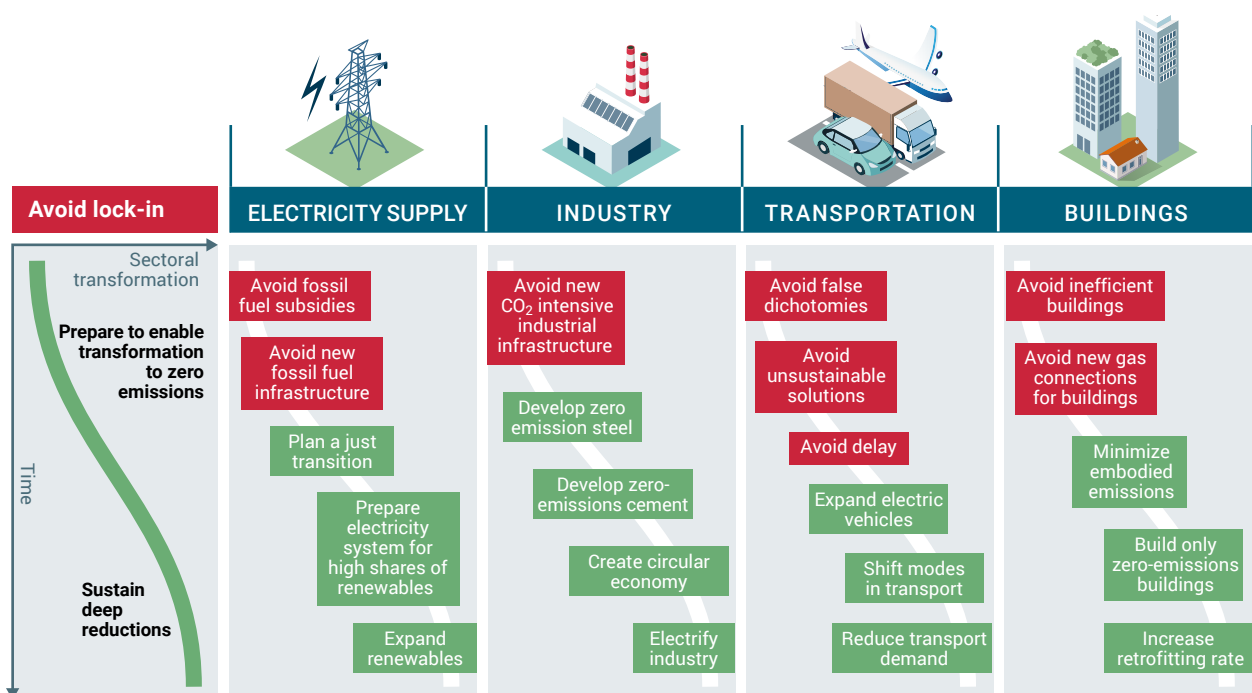 Avoid lock-in
ELECTRICITY SUPPLY
INDUSTRY
TRANSPORTATION
BUILDINGS
Sectoral
transformation
Prepare to enable
transformation
to zero
emissions
Time
Sustain
deep
reductions
Avoid fossil
fuel subsidies
Avoid new
fossil fuel
infrastructure
Plan a just
transition
Prepare
electricity
system for
high shares of
renewables
Expand
renewables
Avoid new
CO₂ intensive
industrial
infrastructure
Develop zero
emission steel
Develop zero-
emissions cement
Create circular
economy
Electrify
industry
Avoid false
dichotomies
Avoid
unsustainable
solutions
Avoid delay
Expand electric
vehicles
Shift modes
in transport
Reduce transport
demand
Avoid inefficient
buildings
Avoid new gas
connections
for buildings
Minimize
embodied
emissions
Build only
zero-emissions
buildings
Increase
retrofitting rate